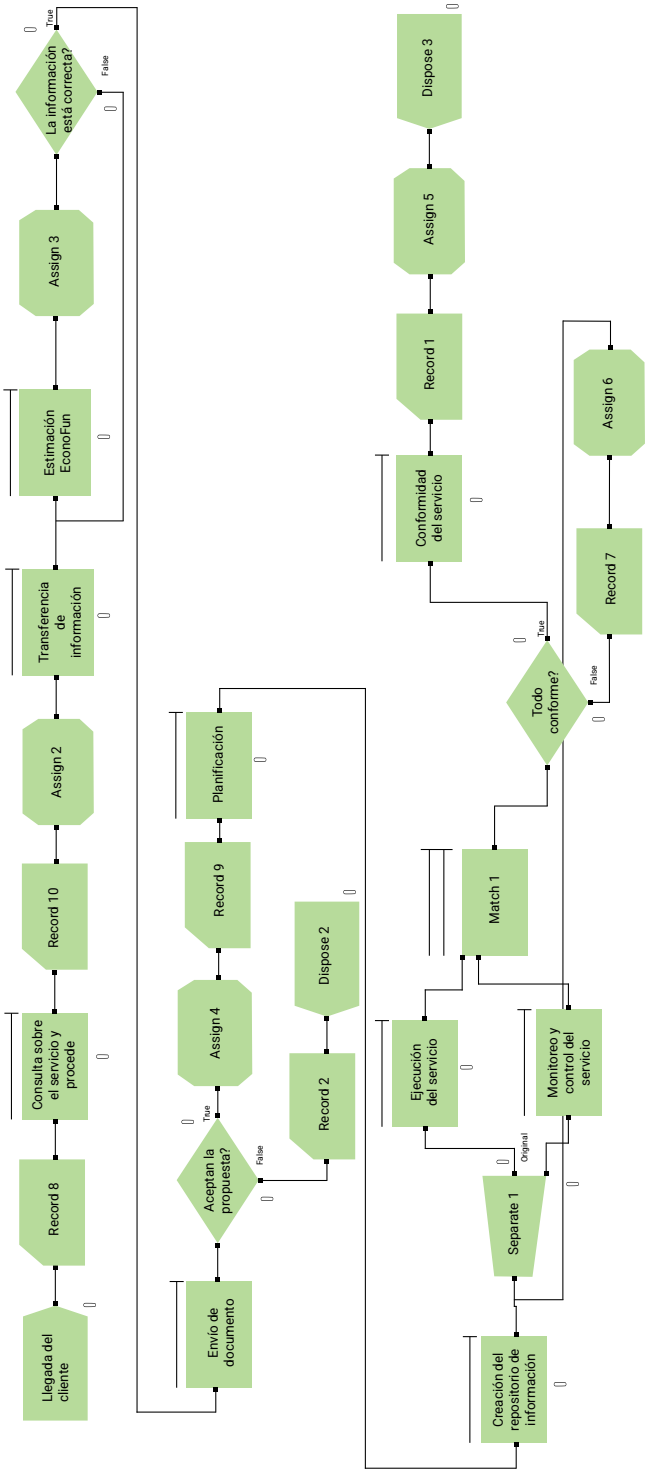 Llegada del
cliente
Record 8
Consulta sobre
el servicio y
procede
Record 10
Assign 2
Transferencia
de
información
Estimación
EconoFun
Assign 3
La información
está correcta?
True
False
Envío de
documento
Aceptan la
propuesta?
True
False
Assign 4
Record 9
Planificación
Record 2
Dispose 2
Creación del
repositorio de
información
Separate 1
Original
Ejecución
del servicio
Monitoreo y
control del
servicio
Match 1
Todo
conforme?
True
False
Conformidad
del servicio
Record 1
Assign 5
Dispose 3
Record 7
Assign 6